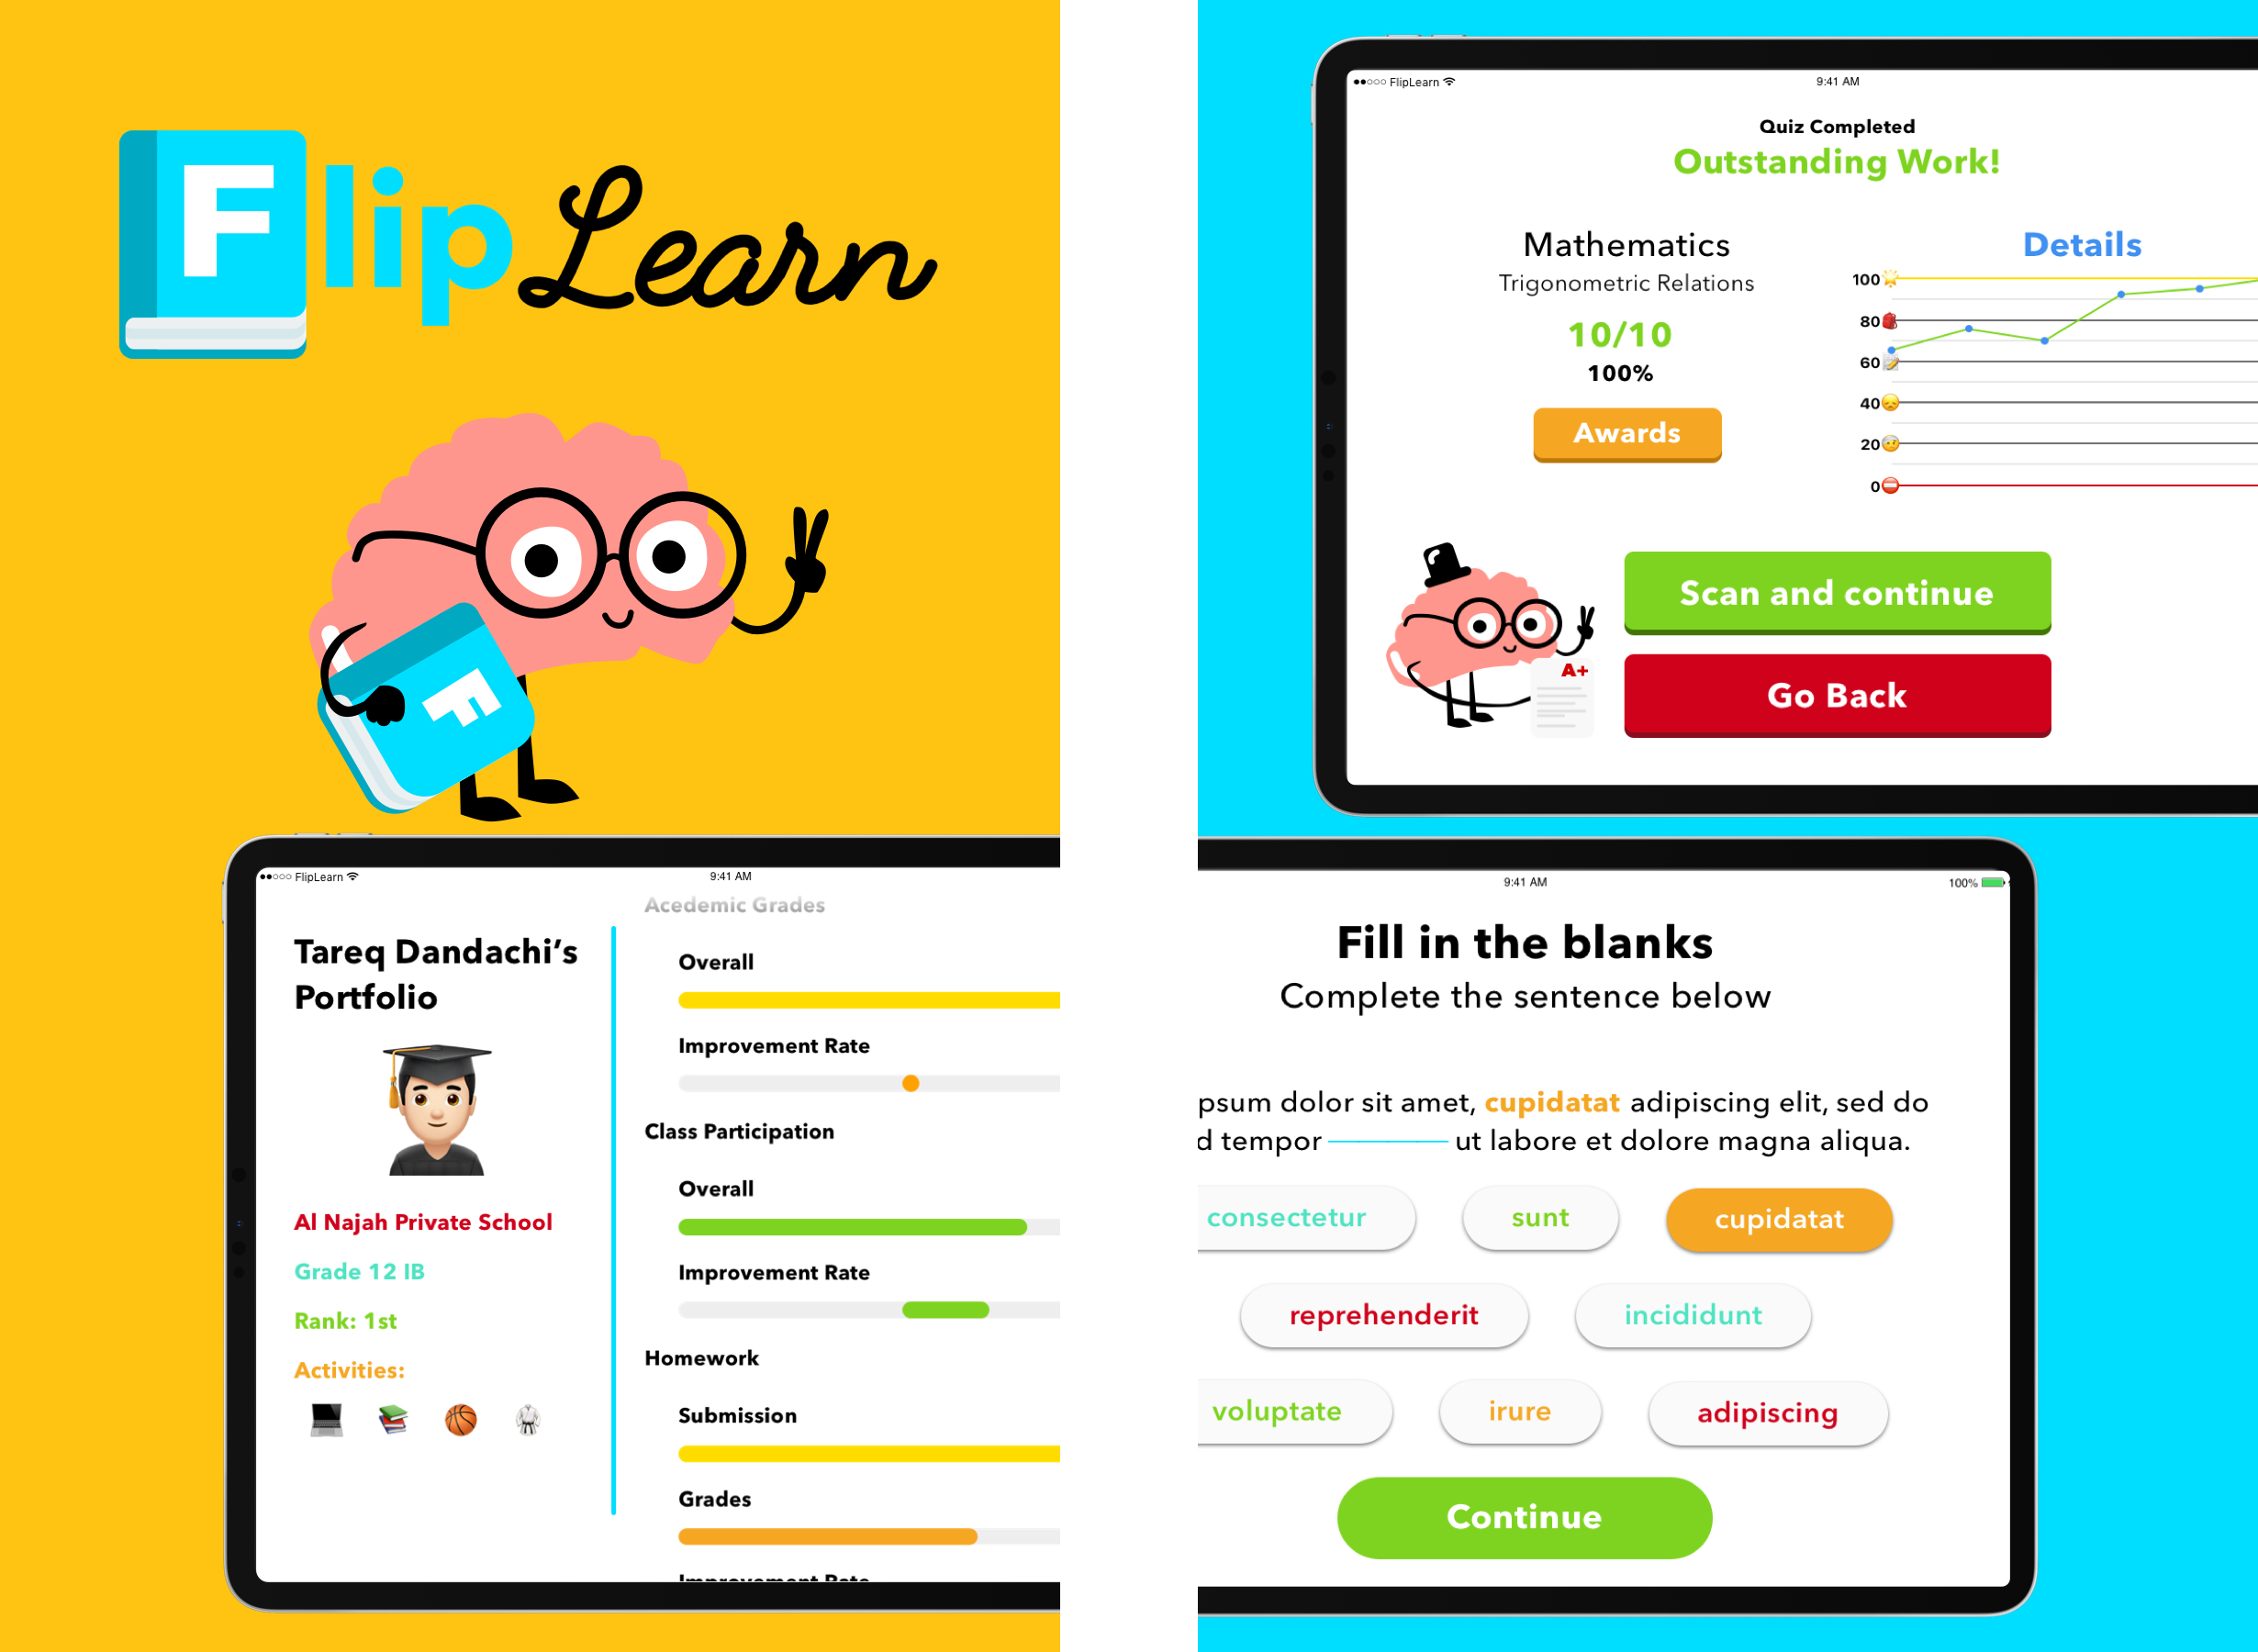 FlipLearn
F
FlipLearn
9:41 AM
Acedemic Grades
Tareq Dandachi’s
Portfolio
Al Najah Private School
Grade 12 IB
Rank: 1st
Activities:
Overall
Improvement Rate
Class Participation
Overall
Improvement Rate
Homework
Submission
Grades
Improvement Rate
FlipLearn
9:41 AM
Quiz Completed
Outstanding Work!
Mathematics
Trigonometric Relations
10/10
100%
Awards
Details
100
80
60
40
20
0
A+
Scan and continue
Go Back
9:41 AM
100%
Fill in the blanks
Complete the sentence below
psum dolor sit amet, cupidatat adipiscing elit, sed do
d tempor ut labore et dolore magna aliqua.
consectetur sunt cupidatat
reprehenderit incididunt
voluptate irure adipiscing
Continue